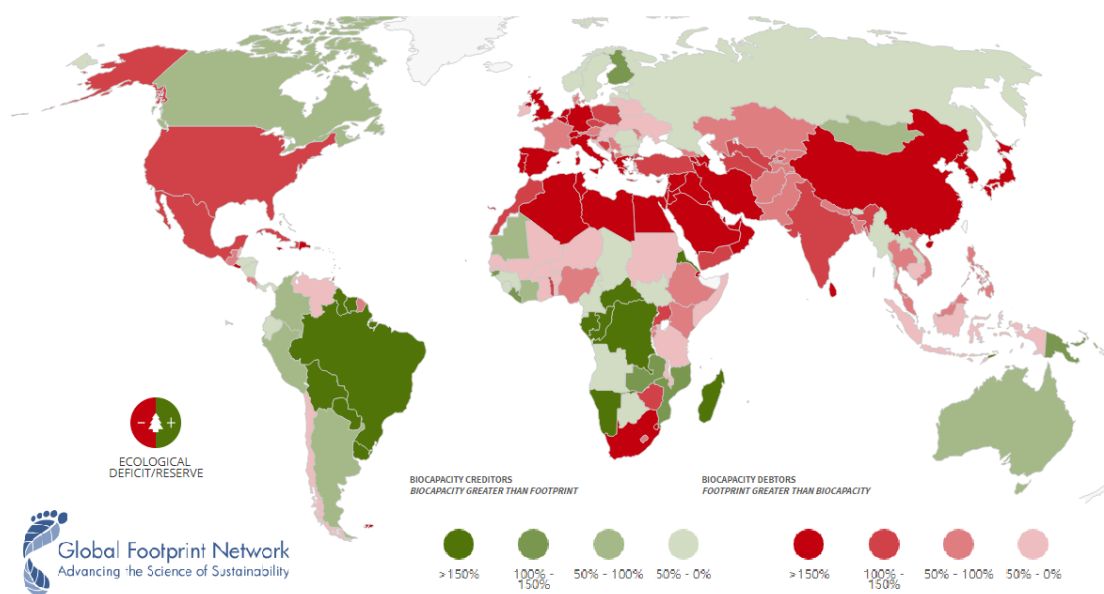 − +
ECOLOGICAL
DEFICIT/RESERVE
BIOCAPACITY CREDITORS
BIOCAPACITY GREATER THAN FOOTPRINT
BIOCAPACITY DEBTORS
FOOTPRINT GREATER THAN BIOCAPACITY
>150%
100% -
150%
50% - 100%
50% - 0%
>150%
100% -
150%
50% - 100%
50% - 0%
Global Footprint Network
Advancing the Science of Sustainability